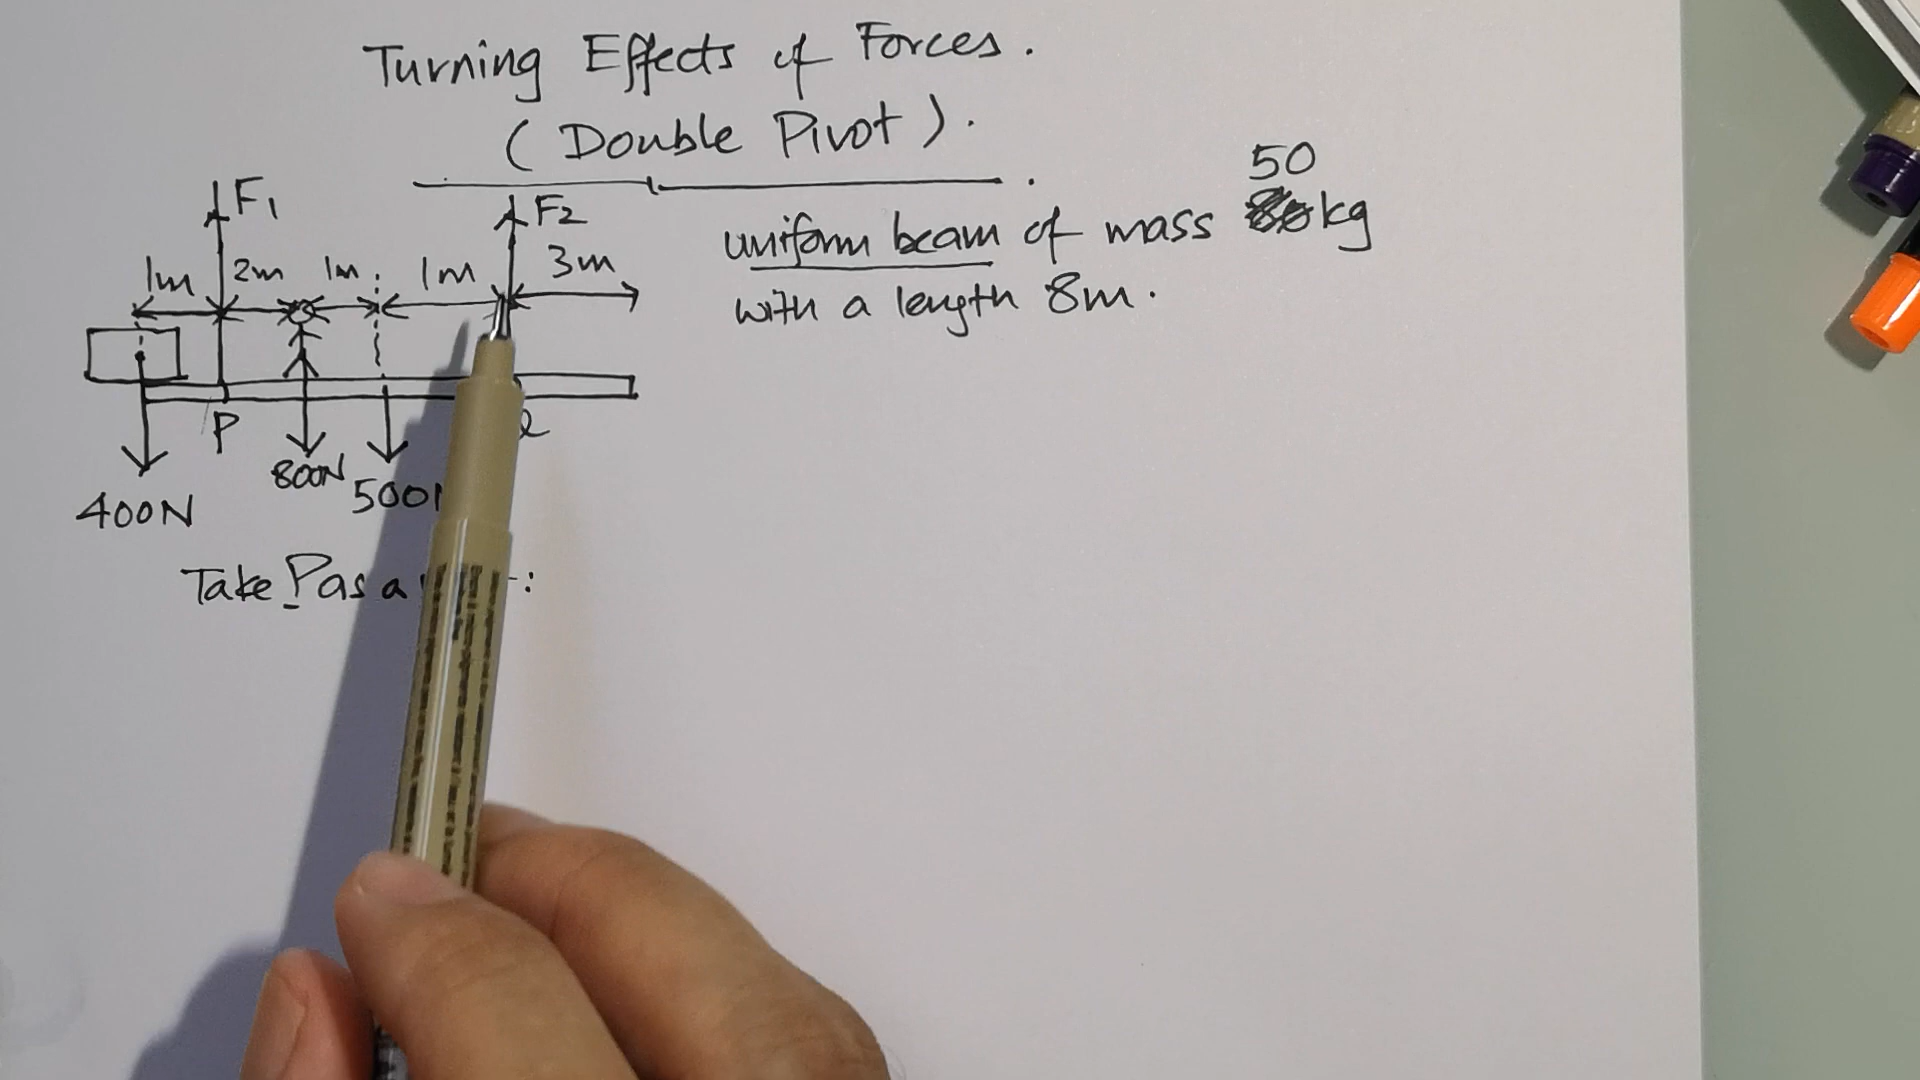 Turning Effects of Forces.
(Double Pivot).
50
F1
F2
uniform beam of mass kg
1m 2m 1m 1m 3m
with a length 8m.
P
800N
500
400N
Take P as a :